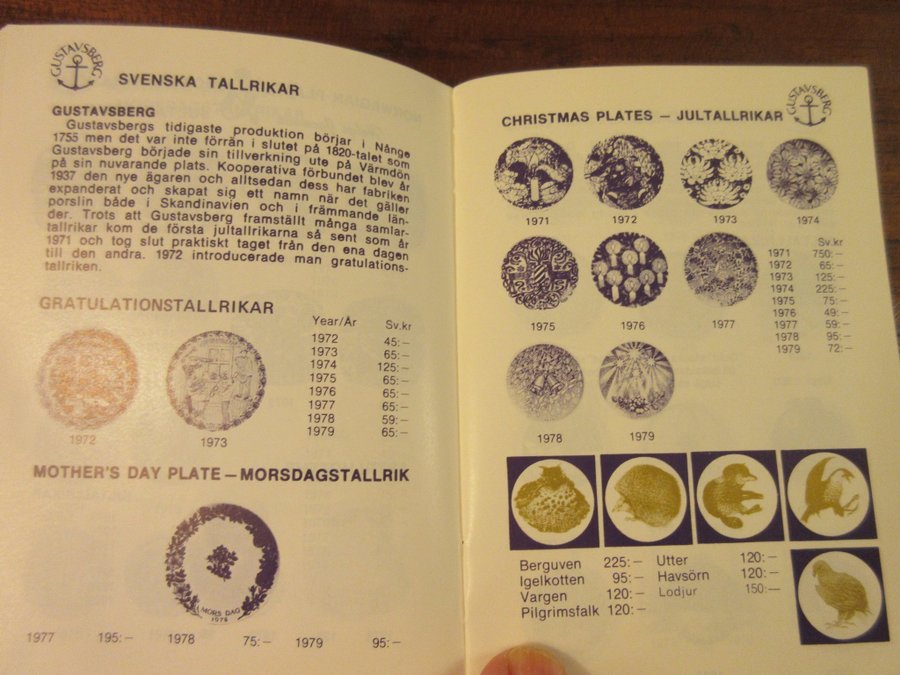 GUSTAVSBERG
SVENSKA TALLRIKAR
GUSTAVSBERG
Gustavsbergs tidigaste produktion börjar i Nånge
1755 men det var inte förrän i slutet på 1820-talet som
Gustavsberg började sin tillverkning ute på Värmdön
på sin nuvarande plats. Kooperativa förbundet blev år
1937 den nye ägaren och alltsedan dess har fabriken
expanderat och skapat sig ett namn när det gäller
porslin både i Skandinavien och i främmande län-
der. Trots att Gustavsberg framställt många samlar-
tallrikar kom de första jultallrikarna så sent som år
1971 och tog slut praktiskt taget från den ena dagen
till den andra. 1972 introducerade man gratulations-
tallriken.
GRATULATIONSTALLRIKAR
Year/År Sv.kr
1972 45:–
1973 65:–
1974 125:–
1975 65:–
1976 65:–
1977 65:–
1978 59:–
1979 65:–
1972 1973
MOTHER'S DAY PLATE – MORSDAGSTALLRIK
MORS DAG
1978
1977 195:– 1978 75:– 1979 95:–
CHRISTMAS PLATES – JULTALLRIKAR
GUSTAVSBERG
1971 1972 1973 1974
Sv.kr
1971 750:–
1972 65:–
1973 125:–
1974 225:–
1975 75:–
1976 49:–
1977 59:–
1978 95:–
1979 72:–
1975 1976 1977
1978 1979
Berguven 225:– Utter 120:–
Igelkotten 95:– Havsörn 120:–
Vargen 120:– Lodjur 150:–
Pilgrimsfalk 120:–